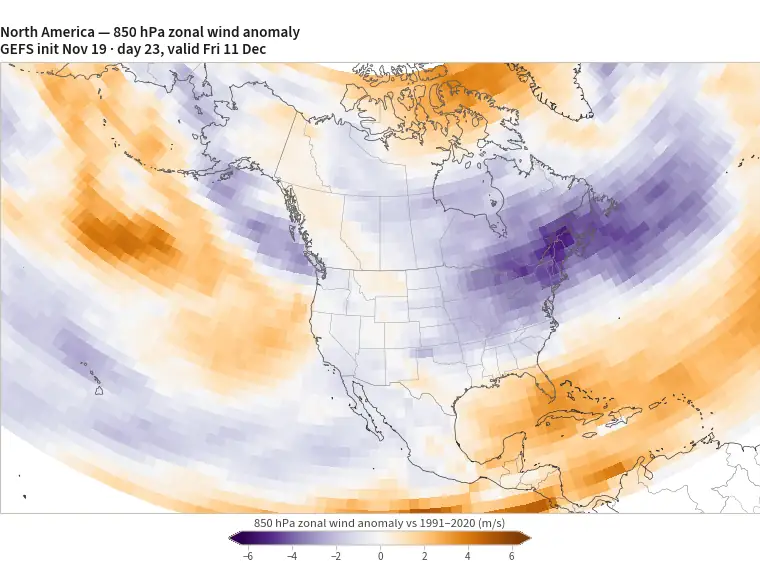 North America — 850 hPa zonal wind anomaly
GEFS init Nov 19 · day 23, valid Fri 11 Dec
850 hPa zonal wind anomaly vs 1991–2020 (m/s)
−6 −4 −2 0 2 4 6